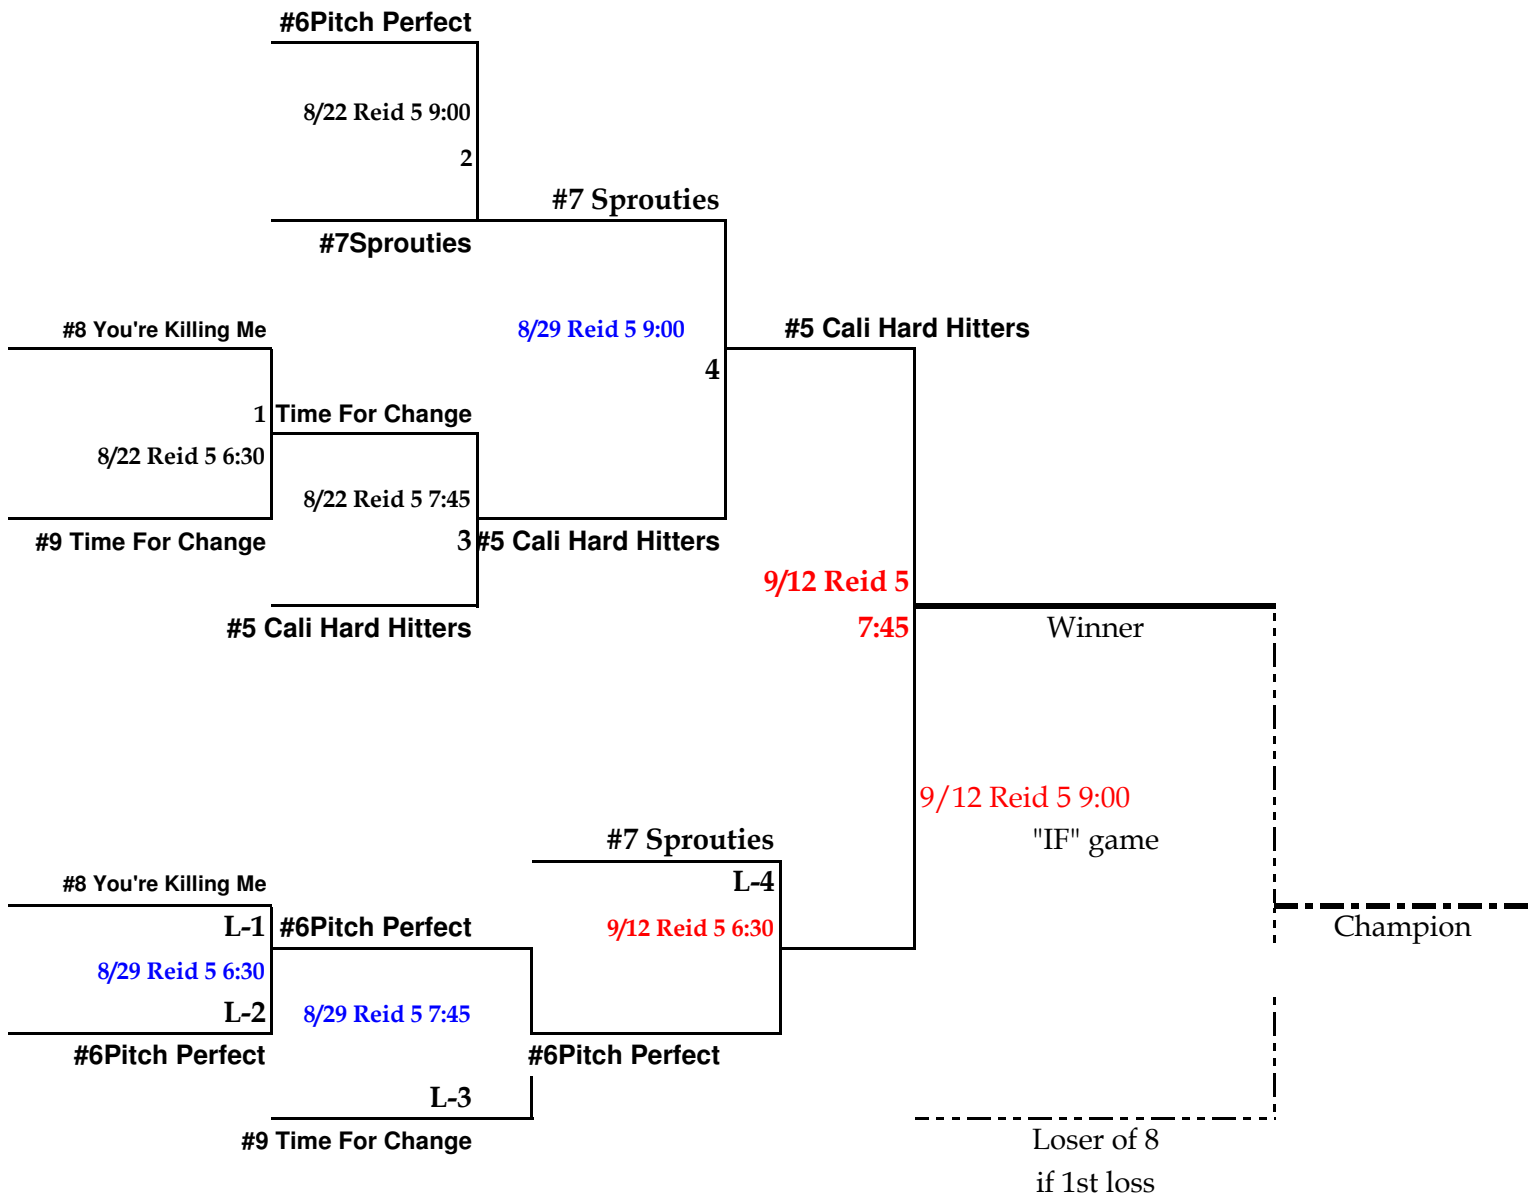 #6Pitch Perfect
8/22 Reid 5 9:00
2
#7 Sprouties
#7Sprouties
#8 You're Killing Me
8/29 Reid 5 9:00
#5 Cali Hard Hitters
4
1 Time For Change
8/22 Reid 5 6:30
8/22 Reid 5 7:45
#9 Time For Change
3 #5 Cali Hard Hitters
9/12 Reid 5
7:45
#5 Cali Hard Hitters
Winner
9/12 Reid 5 9:00
"IF" game
#7 Sprouties
L-4
#8 You're Killing Me
L-1 #6Pitch Perfect
9/12 Reid 5 6:30
Champion
8/29 Reid 5 6:30
L-2
8/29 Reid 5 7:45
#6Pitch Perfect
#6Pitch Perfect
L-3
#9 Time For Change
Loser of 8
if 1st loss